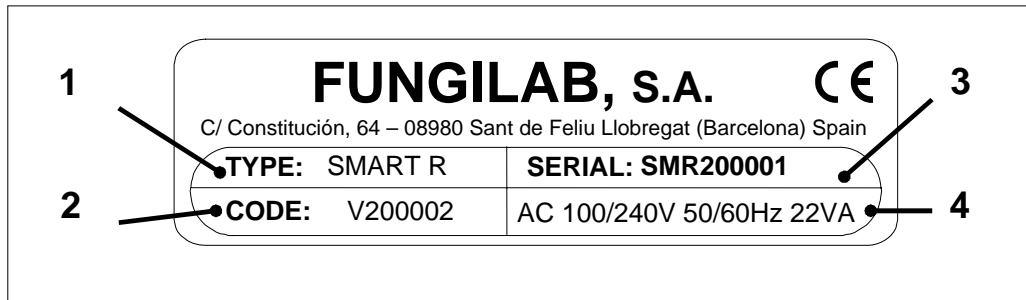 FUNGILAB, S.A. CE
C/ Constitución, 64 – 08980 Sant de Feliu Llobregat (Barcelona) Spain
1 TYPE: SMART R SERIAL: SMR200001 3
2 CODE: V200002 AC 100/240V 50/60Hz 22VA 4